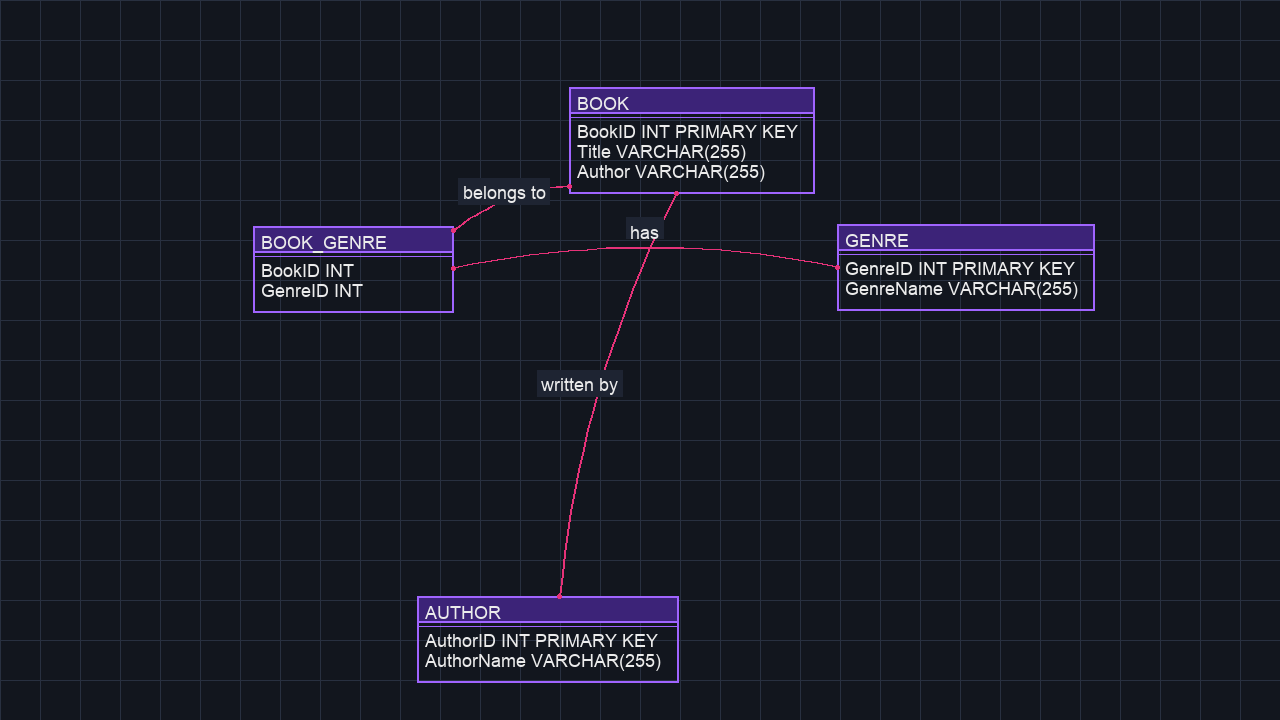 BOOK
BookID INT PRIMARY KEY
Title VARCHAR(255)
Author VARCHAR(255)
belongs to
has
BOOK_GENRE
BookID INT
GenreID INT
GENRE
GenreID INT PRIMARY KEY
GenreName VARCHAR(255)
written by
AUTHOR
AuthorID INT PRIMARY KEY
AuthorName VARCHAR(255)